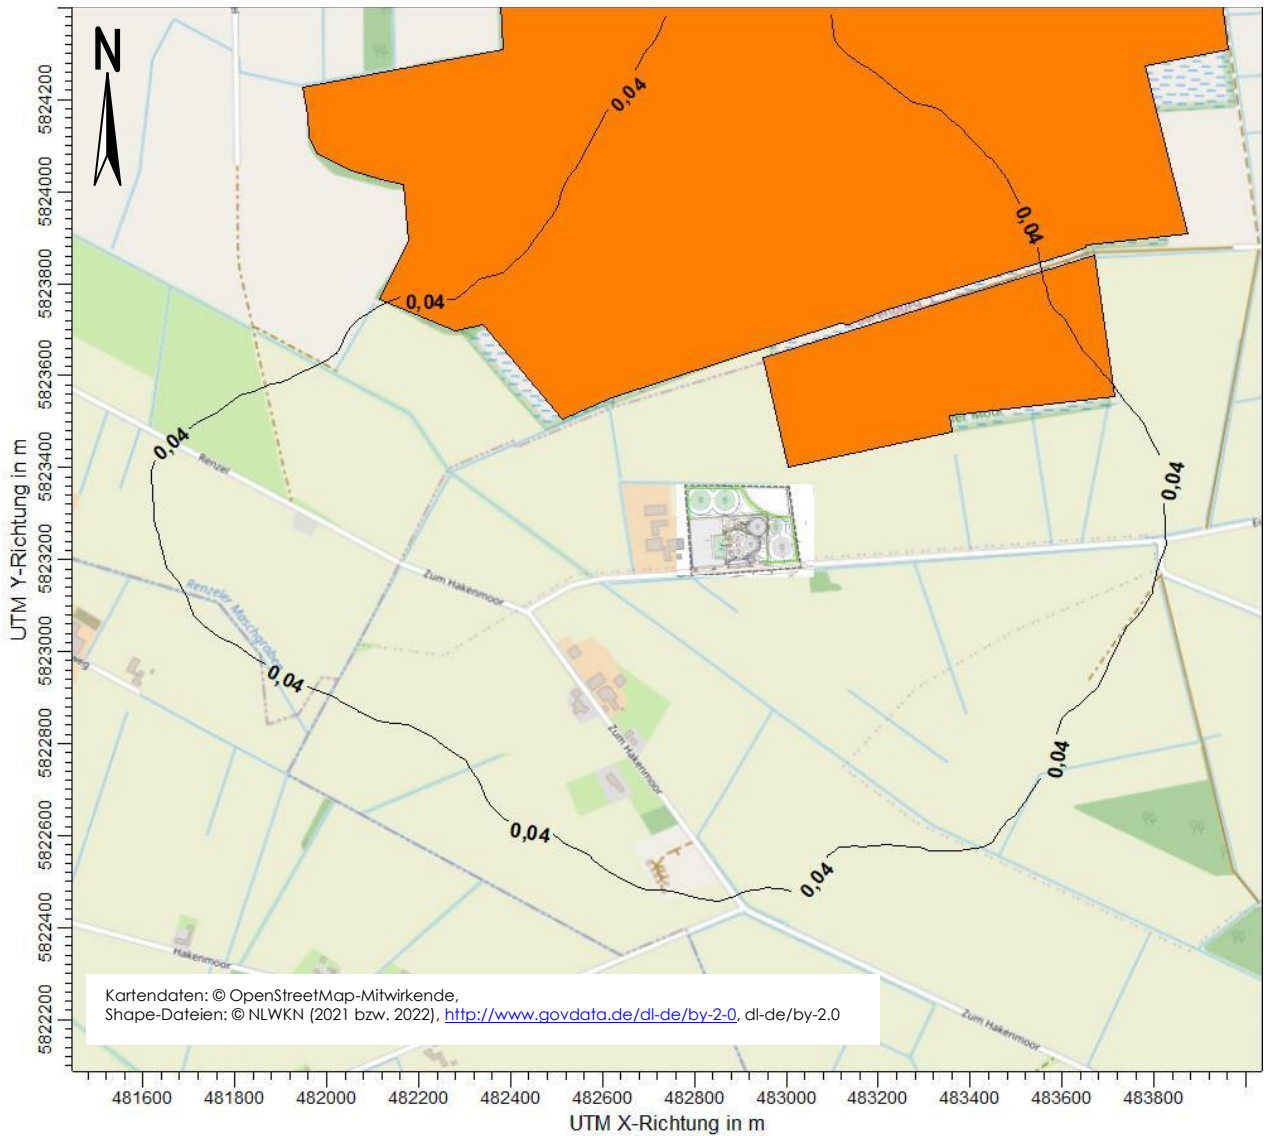 N
0,04
0,04
0,04
0,04
0,04
0,04
0,04
0,04
0,04
0,04
Renzel
Zum Hakenmoor
Renzeler Maschgraben
Zum Hakenmoor
Hakenmoor
Zum Hakenmoor
UTM Y-Richtung in m
5822200
5822400
5822600
5822800
5823000
5823200
5823400
5823600
5823800
5824000
5824200
Kartendaten: © OpenStreetMap-Mitwirkende,
Shape-Dateien: © NLWKN (2021 bzw. 2022), http://www.govdata.de/dl-de/by-2-0, dl-de/by-2.0
481600 481800 482000 482200 482400 482600 482800 483000 483200 483400 483600 483800
UTM X-Richtung in m